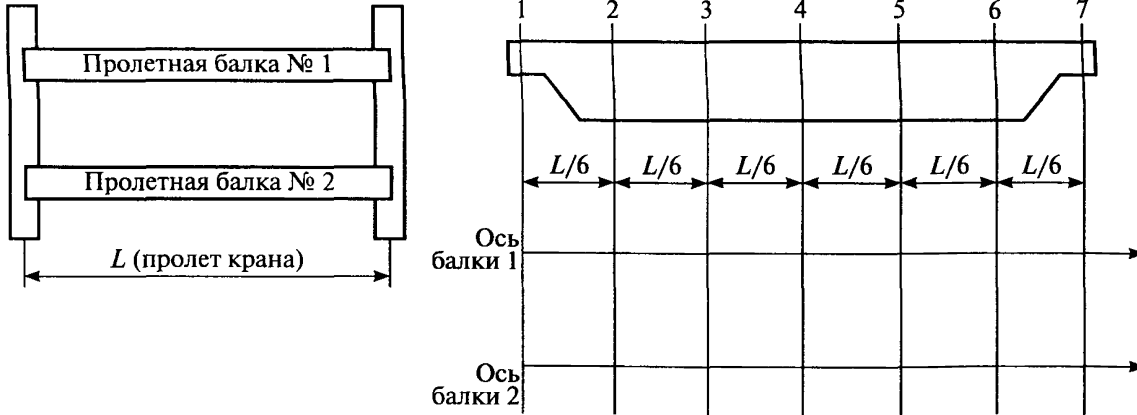 Пролетная балка № 1
Пролетная балка № 2
L (пролет крана)
1 2 3 4 5 6 7
L/6 L/6 L/6 L/6 L/6 L/6
Ось
балки 1
Ось
балки 2